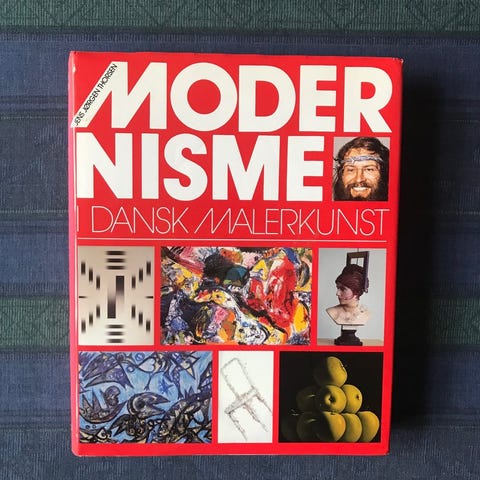 JENS JØRGEN THORSEN
MODER
NISME
I DANSK MALERKUNST